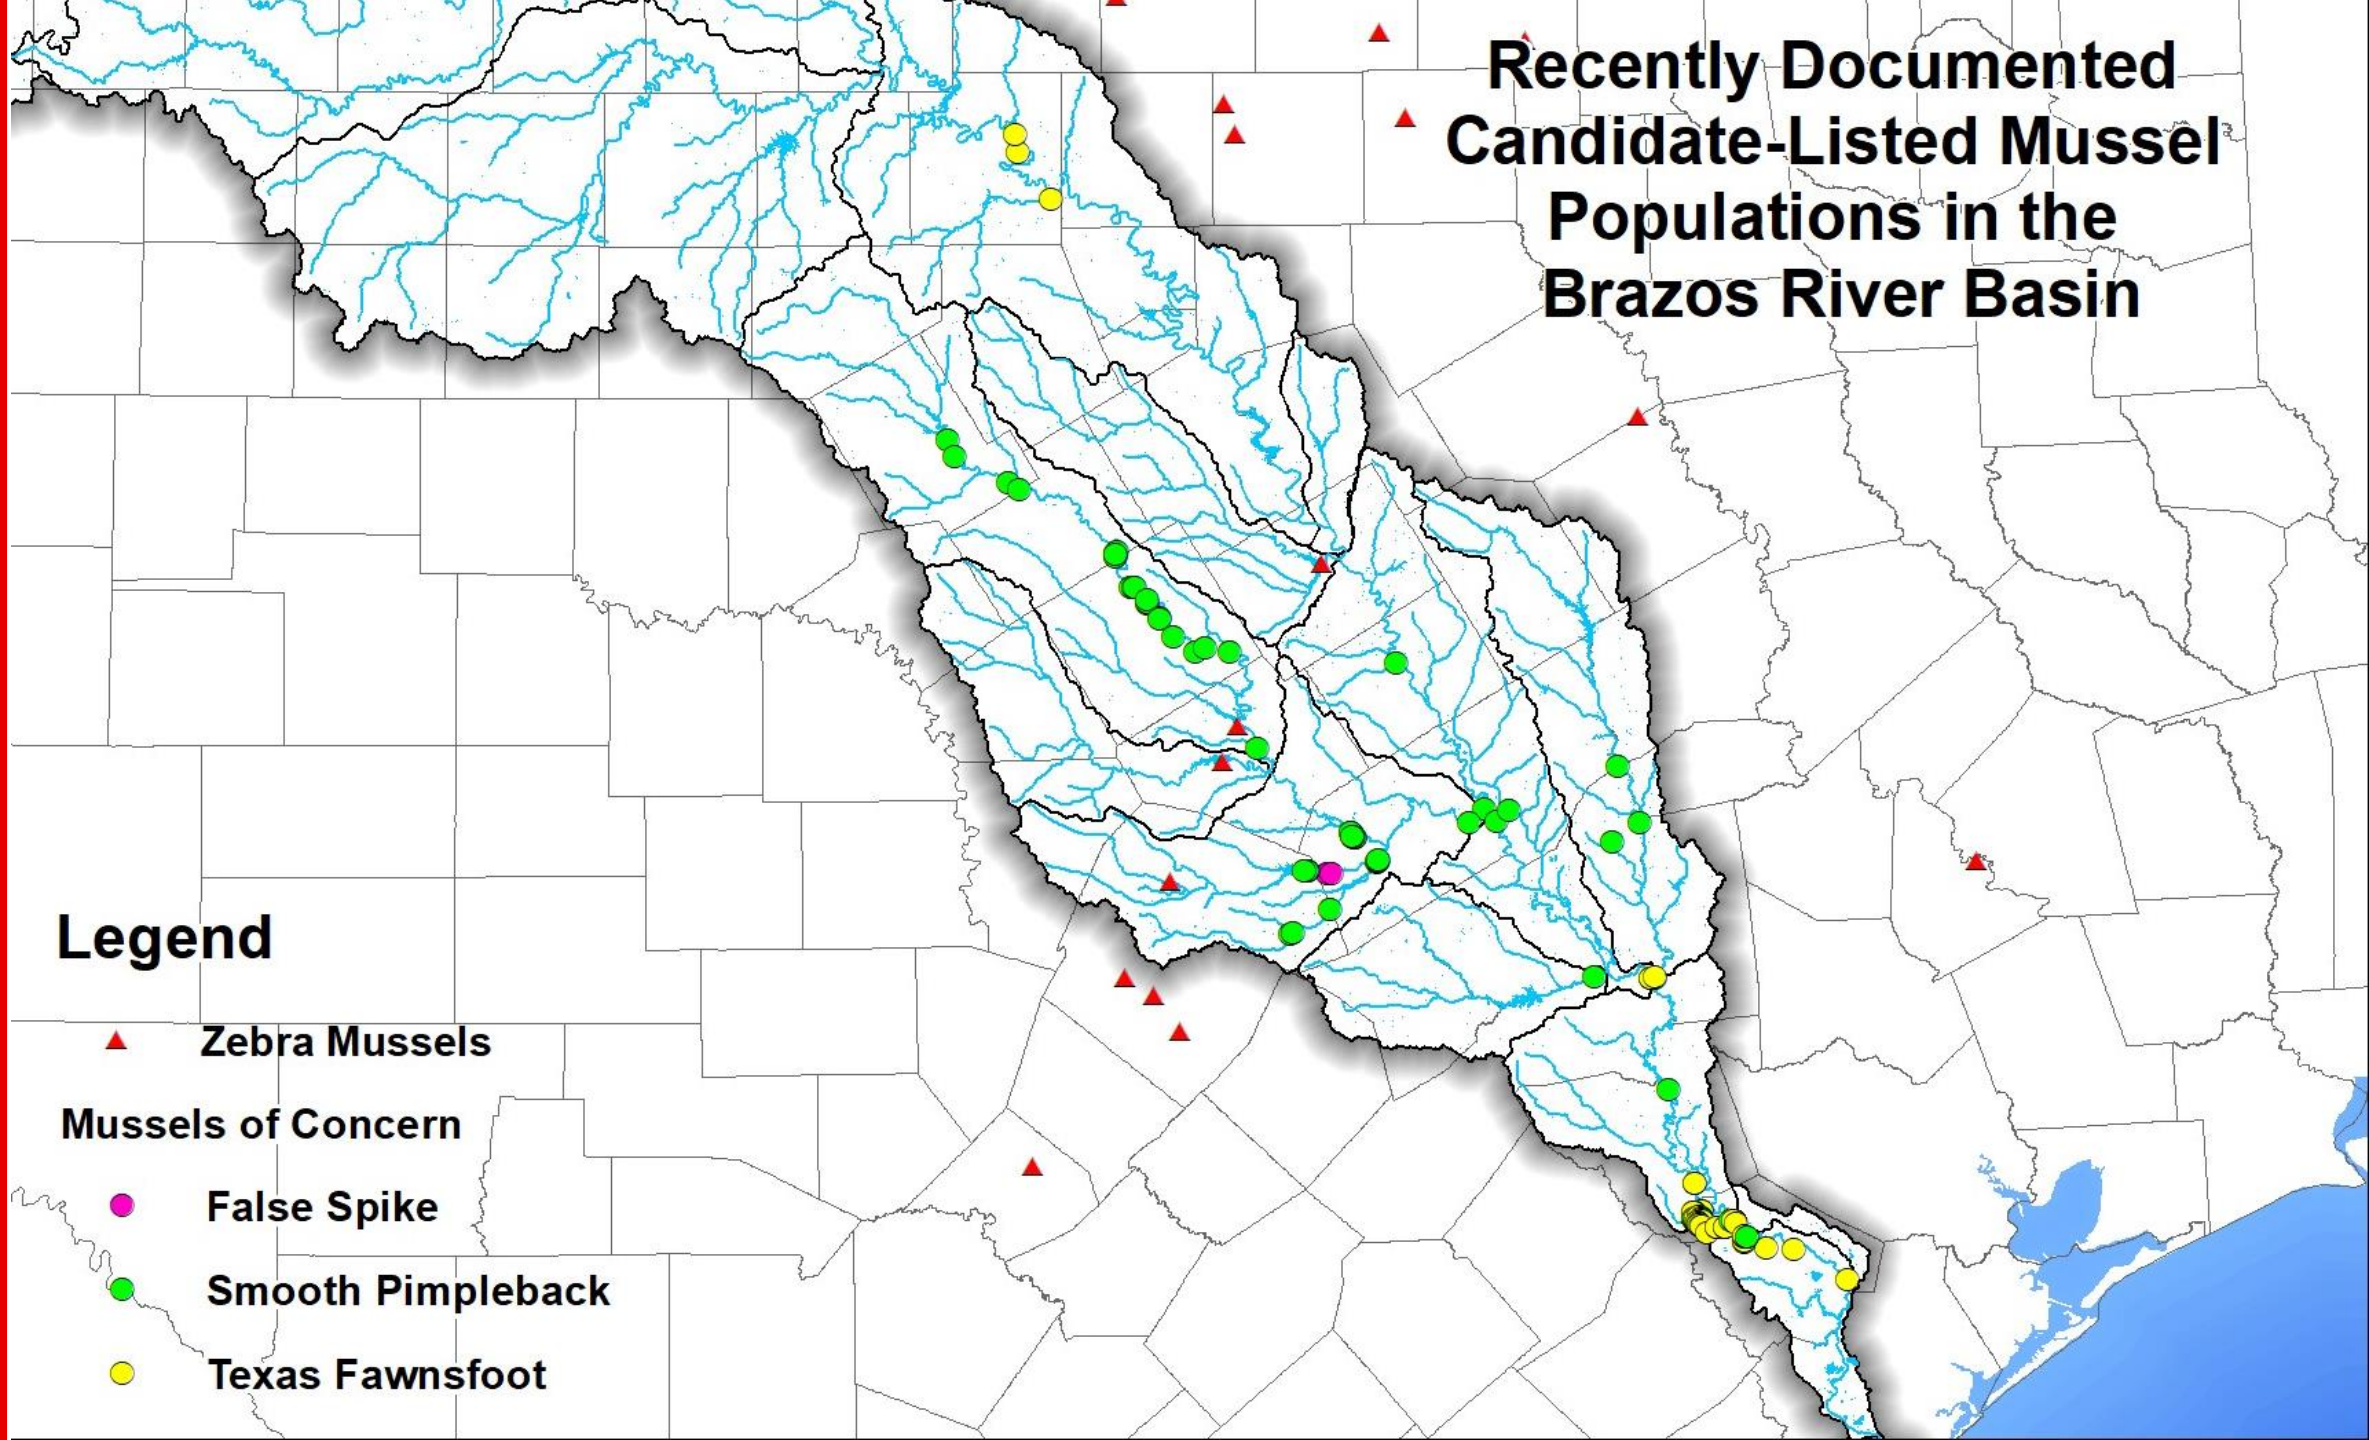 Recently Documented
Candidate-Listed Mussel
Populations in the
Brazos River Basin
Legend
Zebra Mussels
Mussels of Concern
False Spike
Smooth Pimpleback
Texas Fawnsfoot